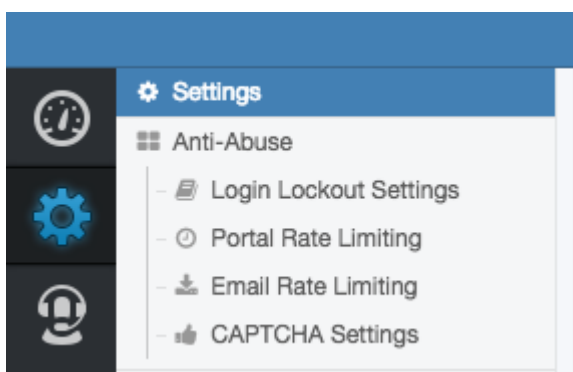 Settings
Anti-Abuse
Login Lockout Settings
Portal Rate Limiting
Email Rate Limiting
CAPTCHA Settings